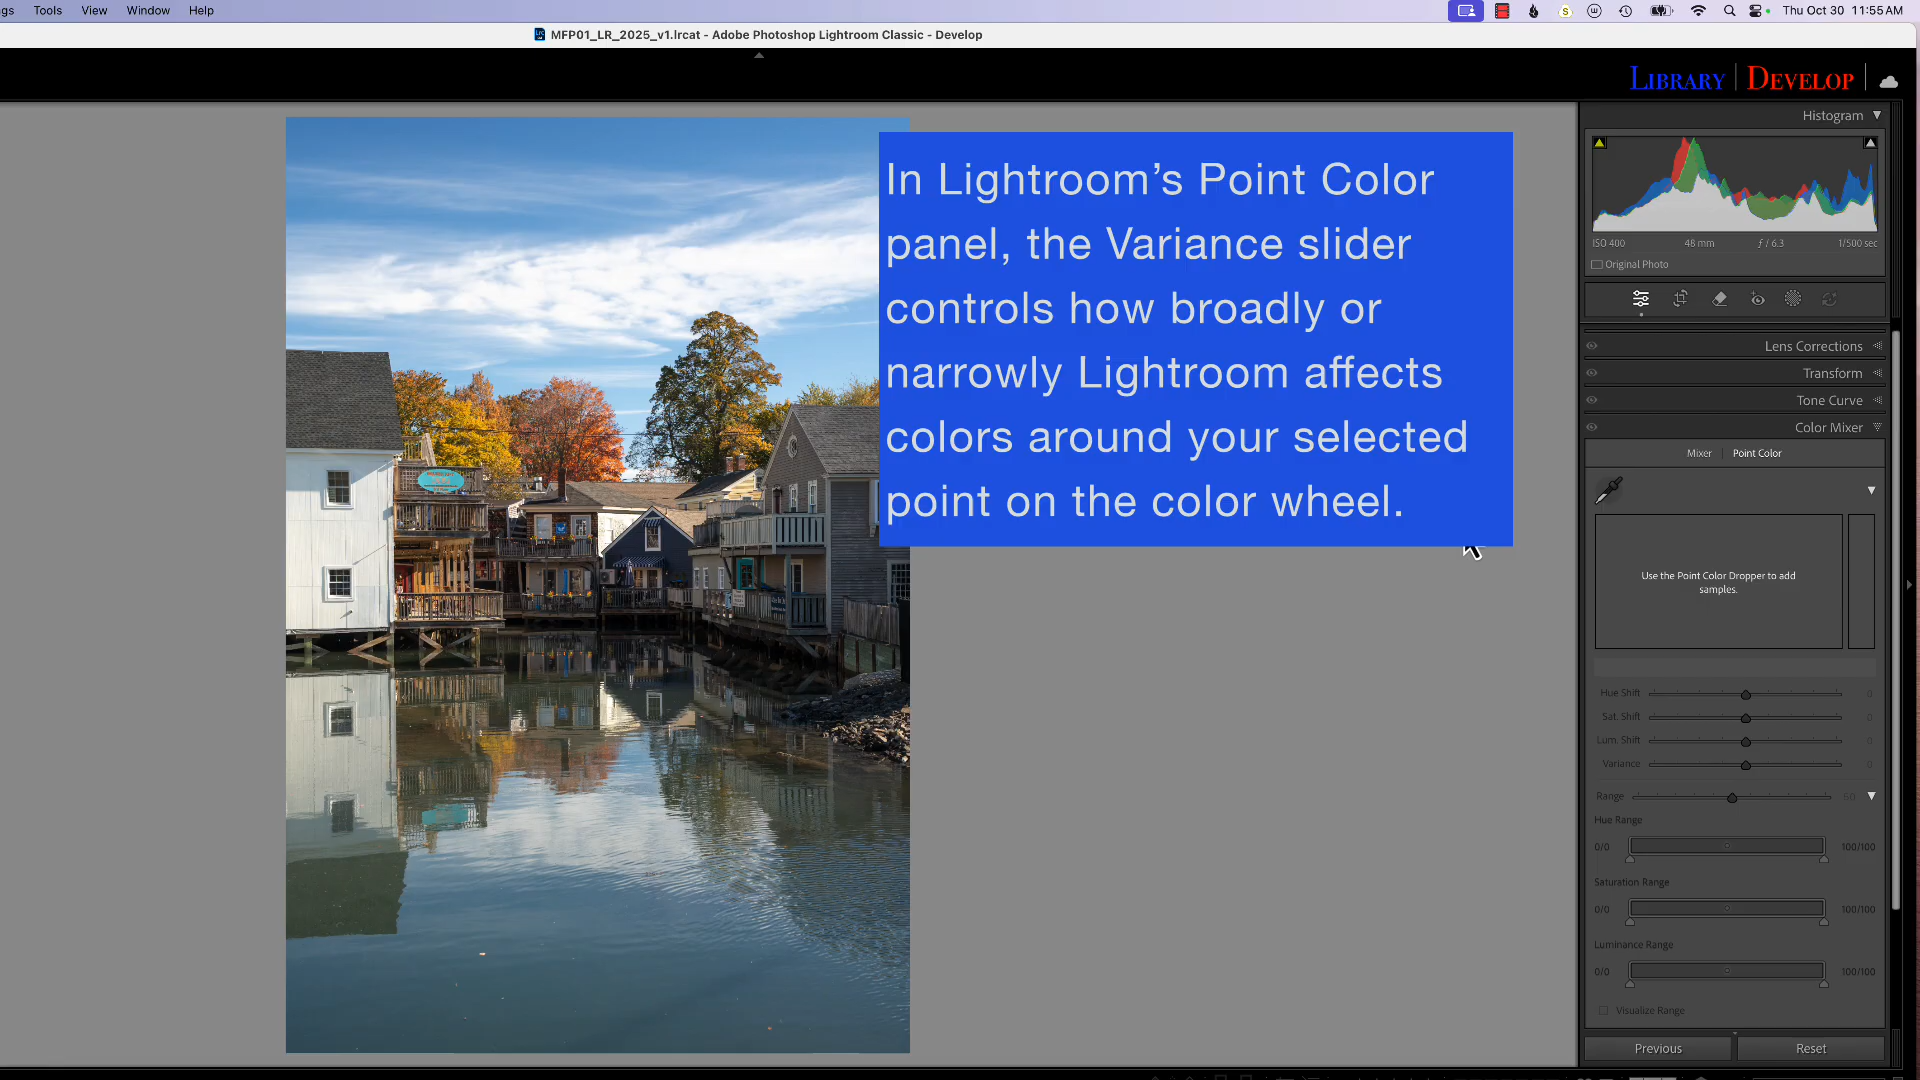 Tools View Window Help
Thu Oct 30 11:55 AM
MFP01_LR_2025_v1.lrcat - Adobe Photoshop Lightroom Classic - Develop
LIBRARY | DEVELOP
Histogram
ISO 400 48 mm ƒ / 6.3 1/500 sec
Original Photo
In Lightroom’s Point Color
panel, the Variance slider
controls how broadly or
narrowly Lightroom affects
colors around your selected
point on the color wheel.
Lens Corrections
Transform
Tone Curve
Color Mixer
Mixer | Point Color
Use the Point Color Dropper to add
samples.
Hue Shift 0
Sat. Shift 0
Lum. Shift 0
Variance 0
Range 50
Hue Range
0/0 100/100
Saturation Range
0/0 100/100
Luminance Range
0/0 100/100
Visualize Range
Previous Reset